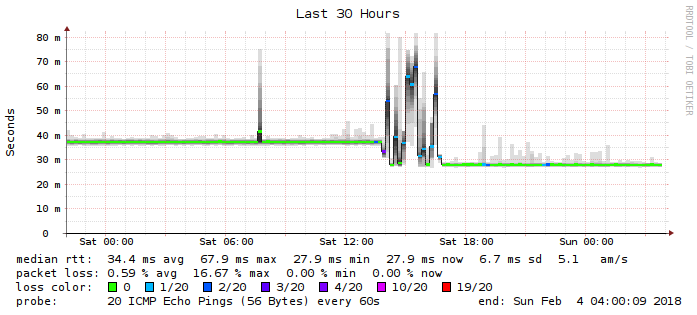 Last 30 Hours
RRDTOOL / TOBI OETIKER
Seconds
80 m
70 m
60 m
50 m
40 m
30 m
20 m
10 m
0
Sat 00:00 Sat 06:00 Sat 12:00 Sat 18:00 Sun 00:00
median rtt: 34.4 ms avg 67.9 ms max 27.9 ms min 27.9 ms now 6.7 ms sd 5.1 am/s
packet loss: 0.59 % avg 16.67 % max 0.00 % min 0.00 % now
loss color: 0 1/20 2/20 3/20 4/20 10/20 19/20
probe: 20 ICMP Echo Pings (56 Bytes) every 60s end: Sun Feb 4 04:00:09 2018